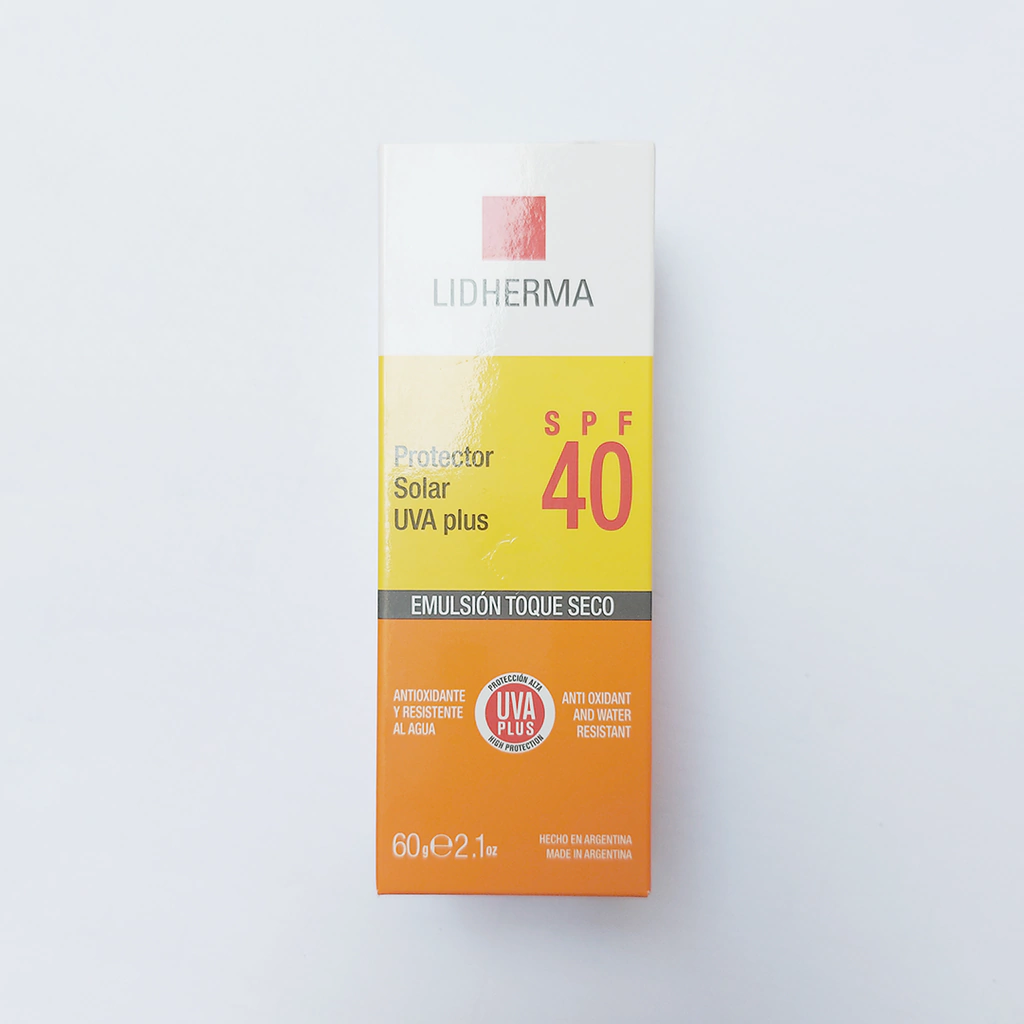 LIDHERMA
SPF
40
Protector
Solar
UVA plus
EMULSIÓN TOQUE SECO
ANTIOXIDANTE
Y RESISTENTE
AL AGUA
PROTECCIÓN ALTA
UVA
PLUS
HIGH PROTECTION
ANTI OXIDANT
AND WATER
RESISTANT
60g℮2.1oz
HECHO EN ARGENTINA
MADE IN ARGENTINA